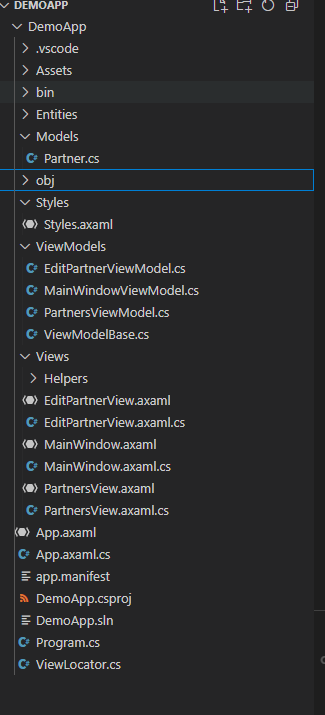 DEMOAPP
DemoApp
.vscode
Assets
bin
Entities
Models
C# Partner.cs
obj
Styles
Styles.axaml
ViewModels
C# EditPartnerViewModel.cs
C# MainWindowViewModel.cs
C# PartnersViewModel.cs
C# ViewModelBase.cs
Views
Helpers
EditPartnerView.axaml
C# EditPartnerView.axaml.cs
MainWindow.axaml
C# MainWindow.axaml.cs
PartnersView.axaml
C# PartnersView.axaml.cs
App.axaml
C# App.axaml.cs
app.manifest
DemoApp.csproj
DemoApp.sln
C# Program.cs
C# ViewLocator.cs